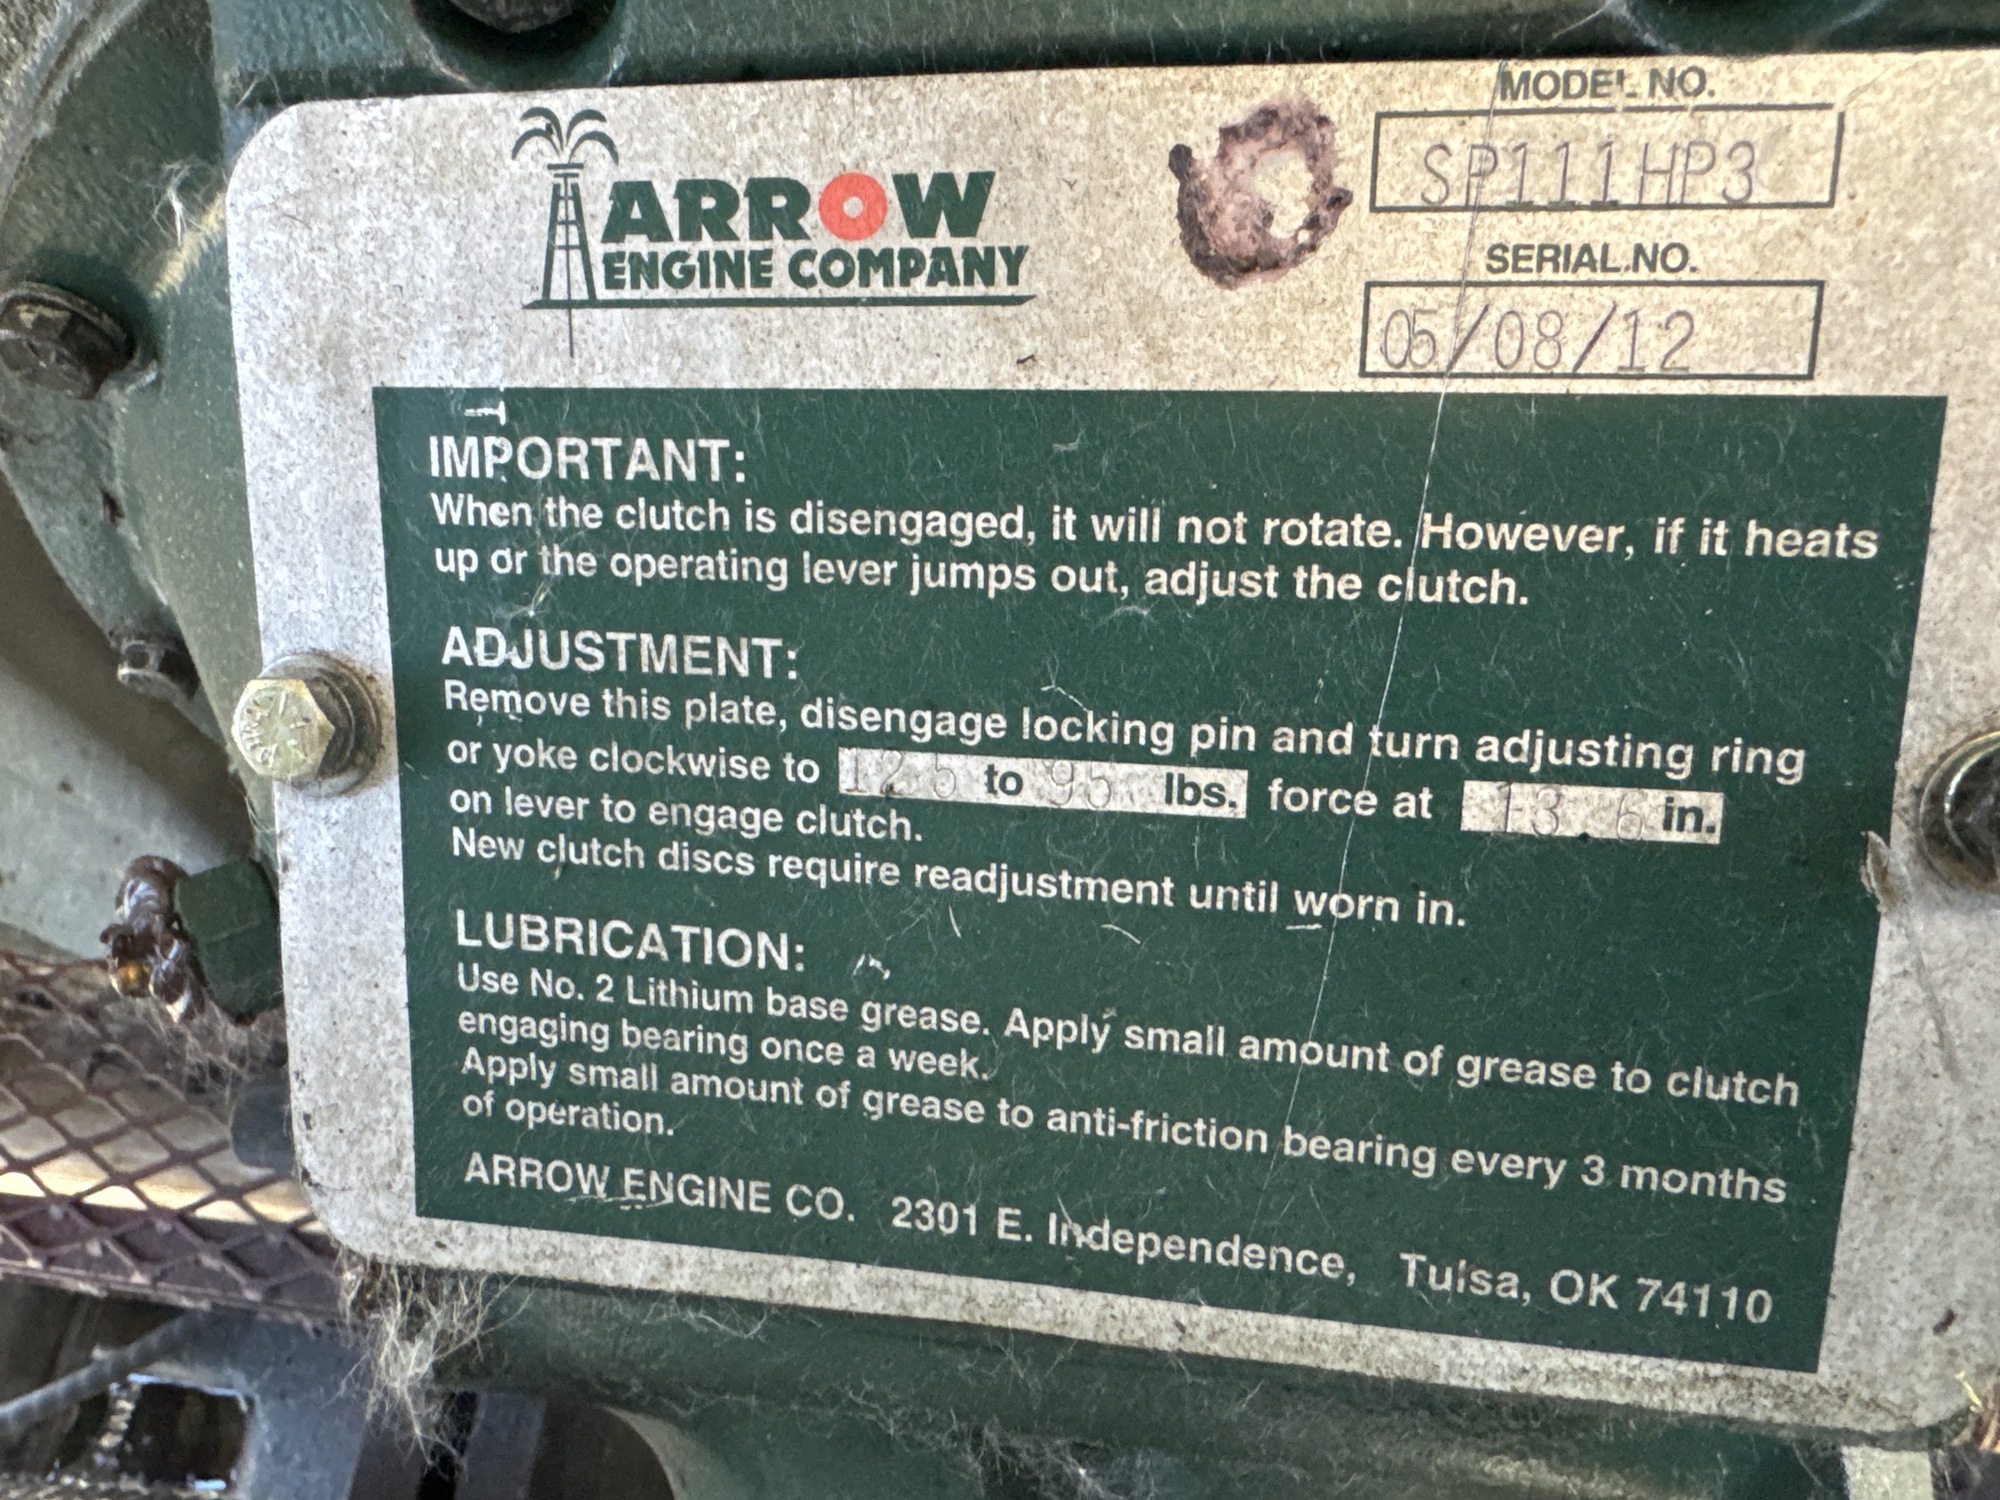 ARROW
ENGINE COMPANY
MODEL NO.
SP111HP3
SERIAL NO.
05/08/12
IMPORTANT:
When the clutch is disengaged, it will not rotate. However, if it heats
up or the operating lever jumps out, adjust the clutch.
ADJUSTMENT:
Remove this plate, disengage locking pin and turn adjusting ring
or yoke clockwise to 125 to 95 lbs. force at 13.6 in.
on lever to engage clutch.
New clutch discs require readjustment until worn in.
LUBRICATION:
Use No. 2 Lithium base grease. Apply small amount of grease to clutch
engaging bearing once a week.
Apply small amount of grease to anti-friction bearing every 3 months
of operation.
ARROW ENGINE CO. 2301 E. Independence, Tulsa, OK 74110